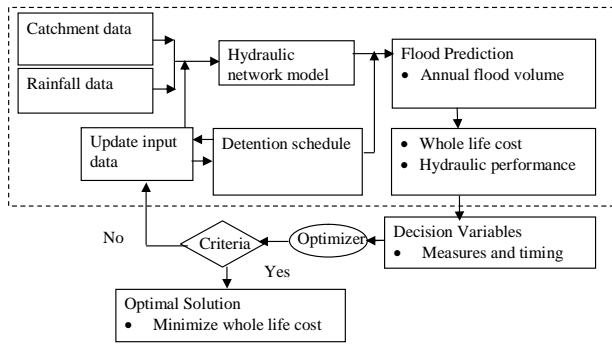 Catchment data
Rainfall data
Hydraulic
network model
Flood Prediction
• Annual flood volume
Update input
data
Detention schedule
• Whole life cost
• Hydraulic performance
No
Criteria
Optimizer
Decision Variables
• Measures and timing
Yes
Optimal Solution
• Minimize whole life cost